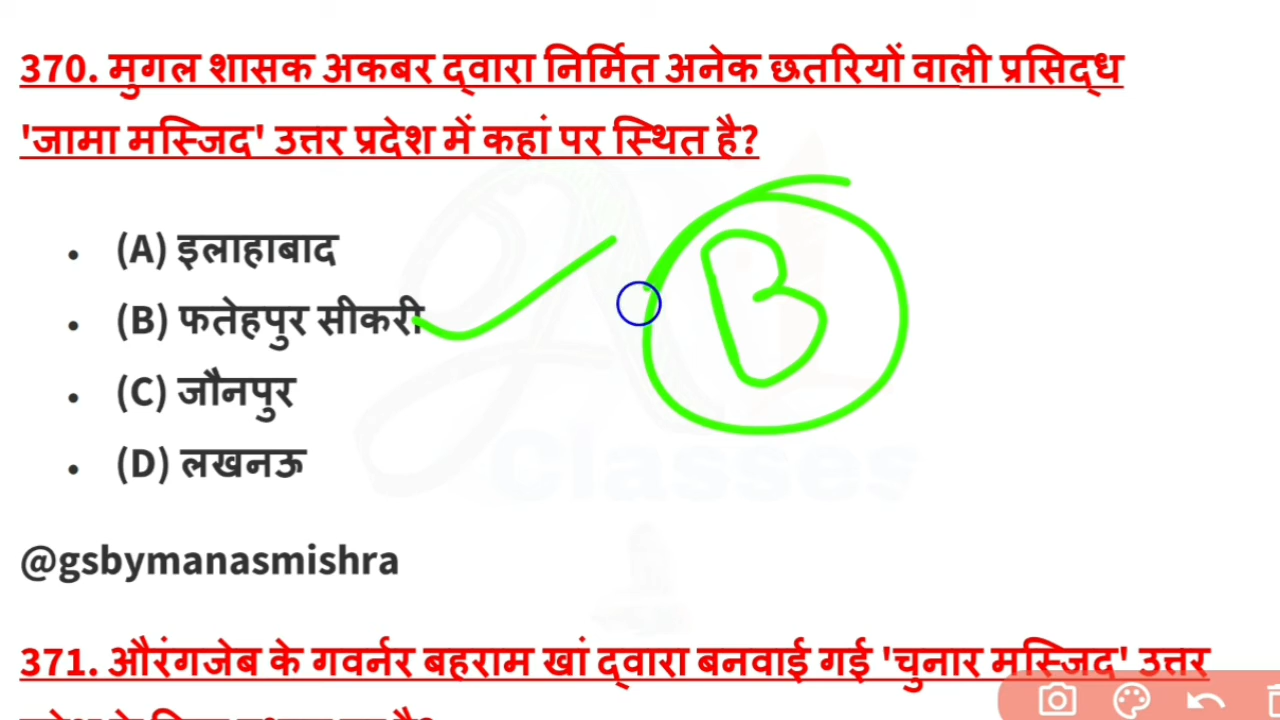 370. मुगल शासक अकबर द्वारा निर्मित अनेक छतरियों वाली प्रसिद्ध
'जामा मस्जिद' उत्तर प्रदेश में कहां पर स्थित है?
(A) इलाहाबाद
(B) फतेहपुर सीकरी
B
(C) जौनपुर
(D) लखनऊ
Classes
@gsbymanasmishra
371. औरंगजेब के गवर्नर बहराम खां द्वारा बनवाई गई 'चुनार मस्जिद' उत्तर